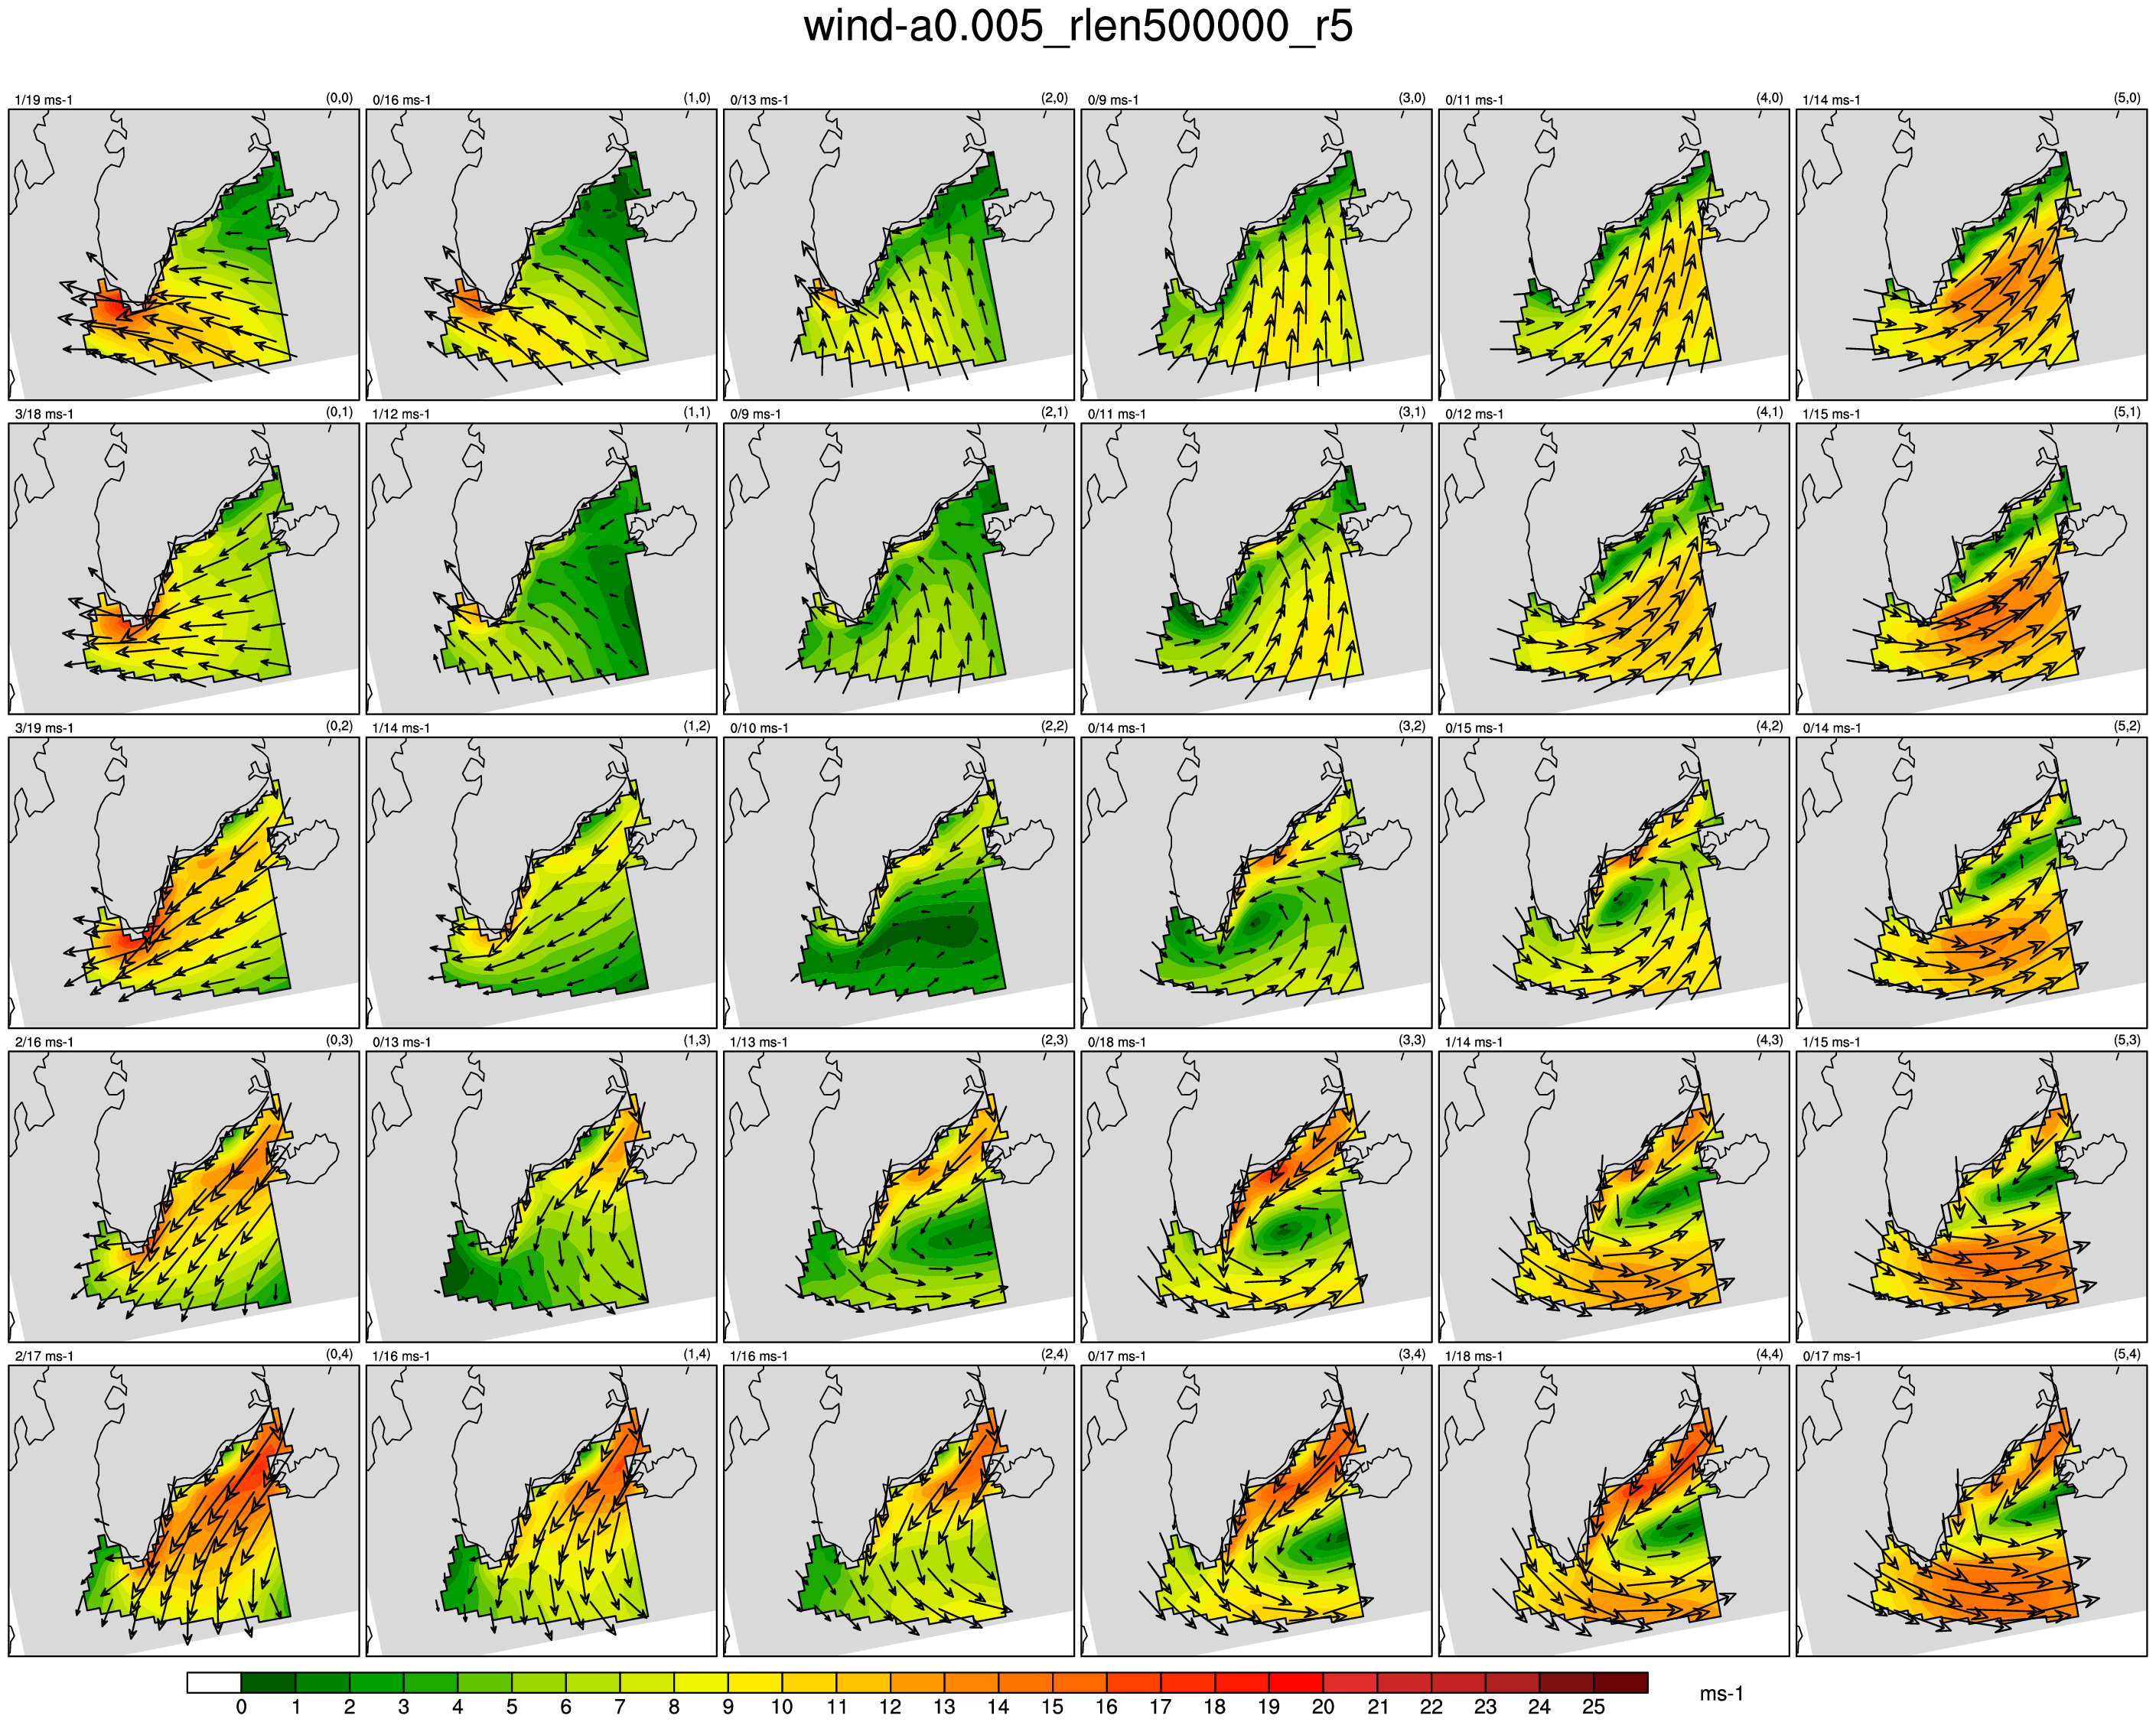 wind-a0.005_rlen500000_r5
1/19 ms-1 (0,0) 0/16 ms-1 (1,0) 0/13 ms-1 (2,0) 0/9 ms-1 (3,0) 0/11 ms-1 (4,0) 1/14 ms-1 (5,0)
3/18 ms-1 (0,1) 1/12 ms-1 (1,1) 0/9 ms-1 (2,1) 0/11 ms-1 (3,1) 0/12 ms-1 (4,1) 1/15 ms-1 (5,1)
3/19 ms-1 (0,2) 1/14 ms-1 (1,2) 0/10 ms-1 (2,2) 0/14 ms-1 (3,2) 0/15 ms-1 (4,2) 0/14 ms-1 (5,2)
2/16 ms-1 (0,3) 0/13 ms-1 (1,3) 1/13 ms-1 (2,3) 0/18 ms-1 (3,3) 1/14 ms-1 (4,3) 1/15 ms-1 (5,3)
2/17 ms-1 (0,4) 1/16 ms-1 (1,4) 1/16 ms-1 (2,4) 0/17 ms-1 (3,4) 1/18 ms-1 (4,4) 0/17 ms-1 (5,4)
0 1 2 3 4 5 6 7 8 9 10 11 12 13 14 15 16 17 18 19 20 21 22 23 24 25 ms-1